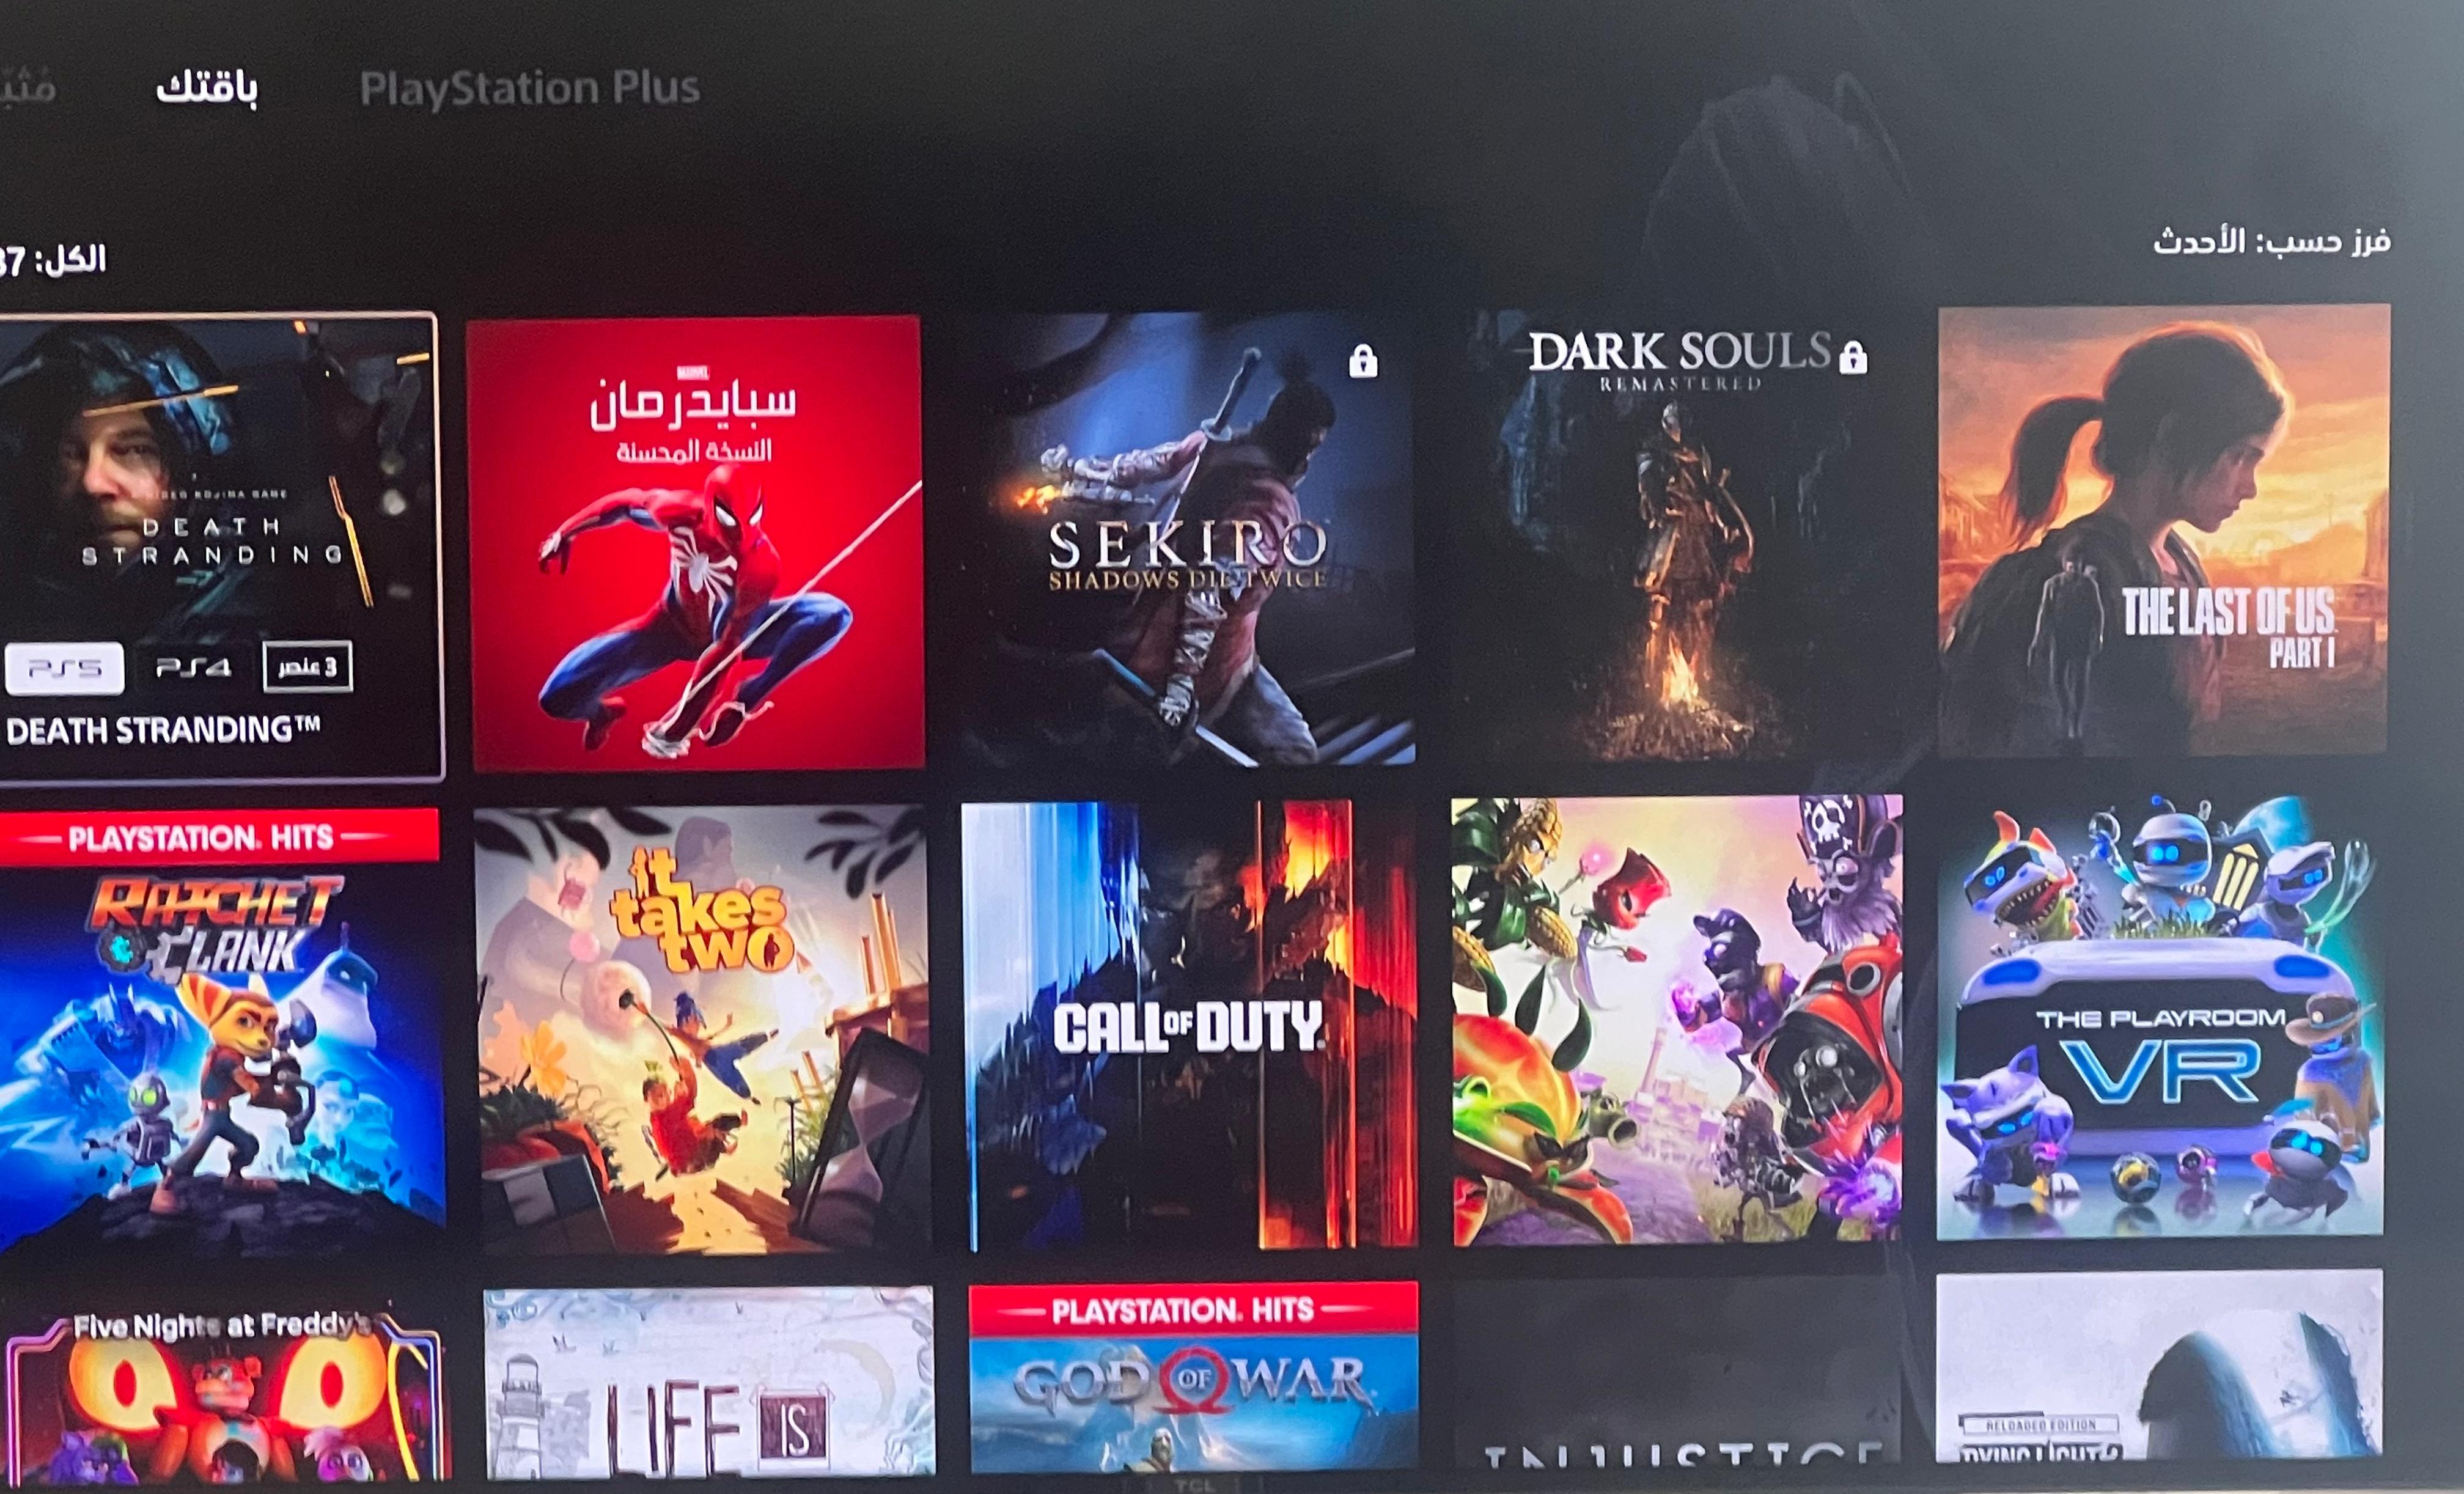 باقتك
PlayStation Plus
الكل: 37
فرز حسب: الأحدث
KOJIMA GAME
DEATH
STRANDING
PS5 PS4 3 عنصر
DEATH STRANDING™
MARVEL
سبايدرمان
النسخة المحسنة
SEKIRO
SHADOWS DIE TWICE
DARK SOULS
REMASTERED
THE LAST OF US
PART I
PLAYSTATION HITS
RATCHET
CLANK
it
takes
two
CALL OF DUTY
THE PLAYROOM
VR
Five Nights at Freddy's
LIFE IS
PLAYSTATION HITS
GOD OF WAR
INJUSTICE
RELOADED EDITION
DYING LIGHT 2
TCL